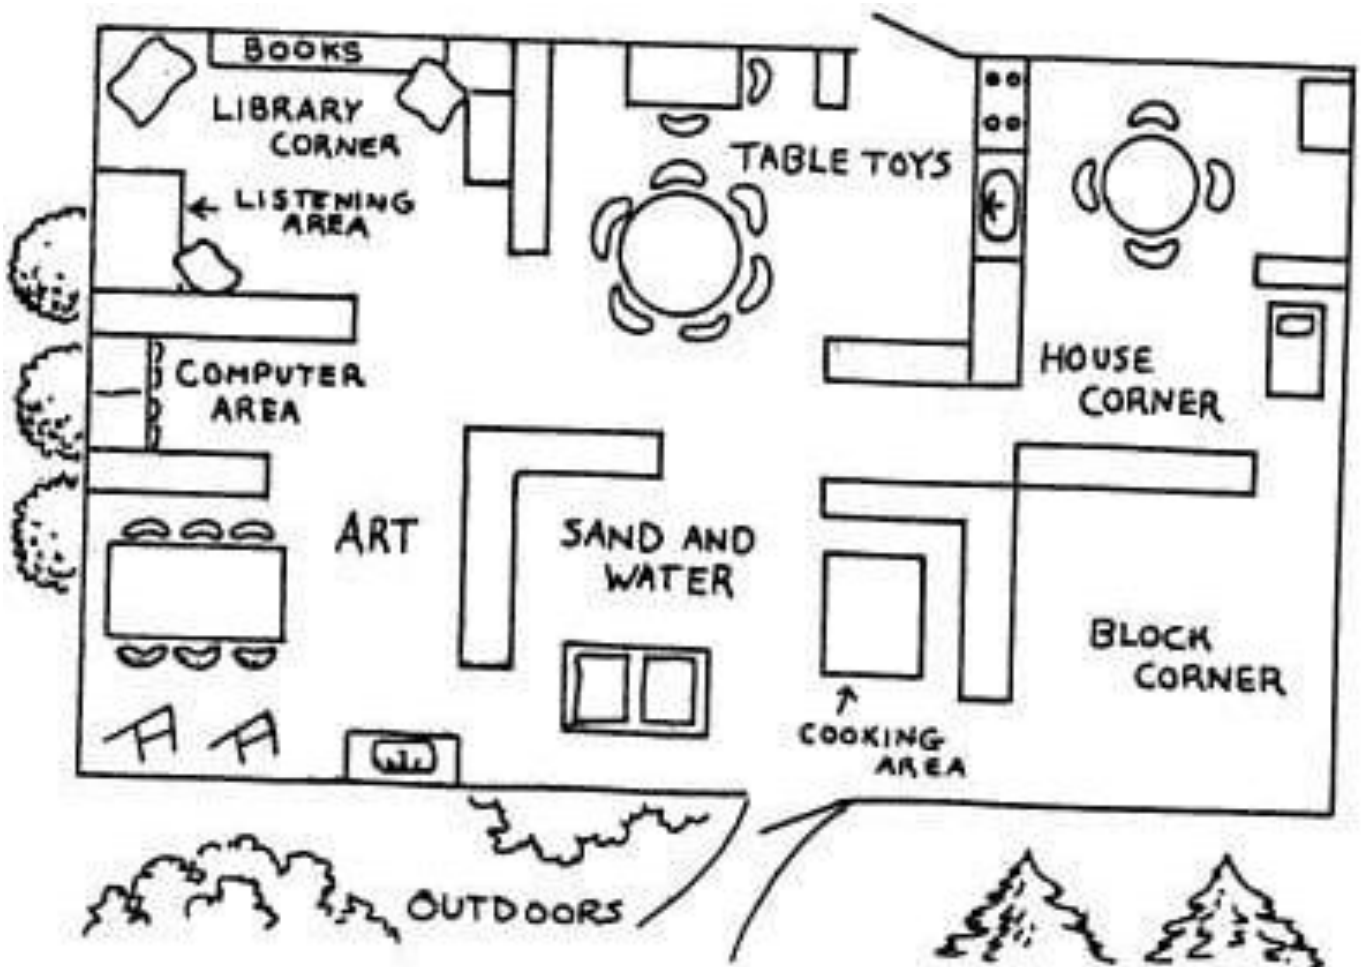 BOOKS
LIBRARY
CORNER
TABLE TOYS
LISTENING
AREA
COMPUTER
AREA
HOUSE
CORNER
ART
SAND AND
WATER
BLOCK
CORNER
COOKING
AREA
OUTDOORS